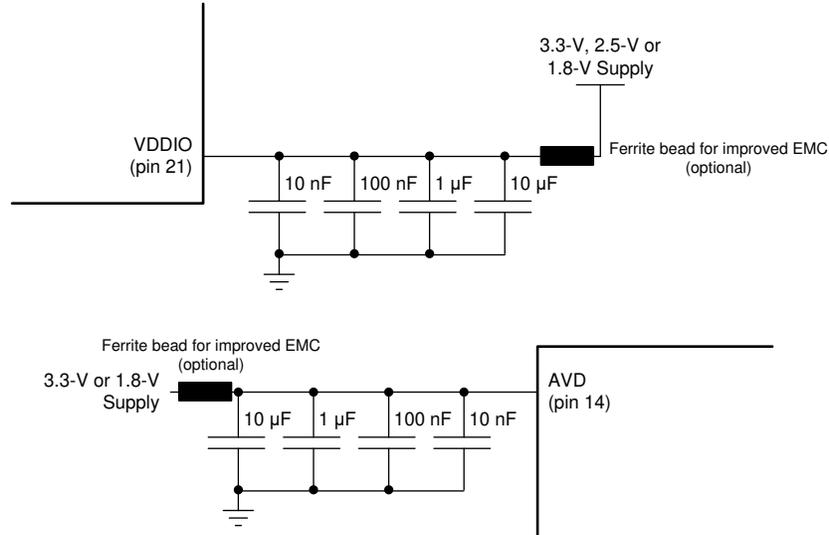 3.3-V, 2.5-V or
1.8-V Supply
VDDIO
(pin 21)
Ferrite bead for improved EMC
(optional)
10 nF
100 nF
1 µF
10 µF
Ferrite bead for improved EMC
(optional)
3.3-V or 1.8-V
Supply
AVD
(pin 14)
10 µF
1 µF
100 nF
10 nF